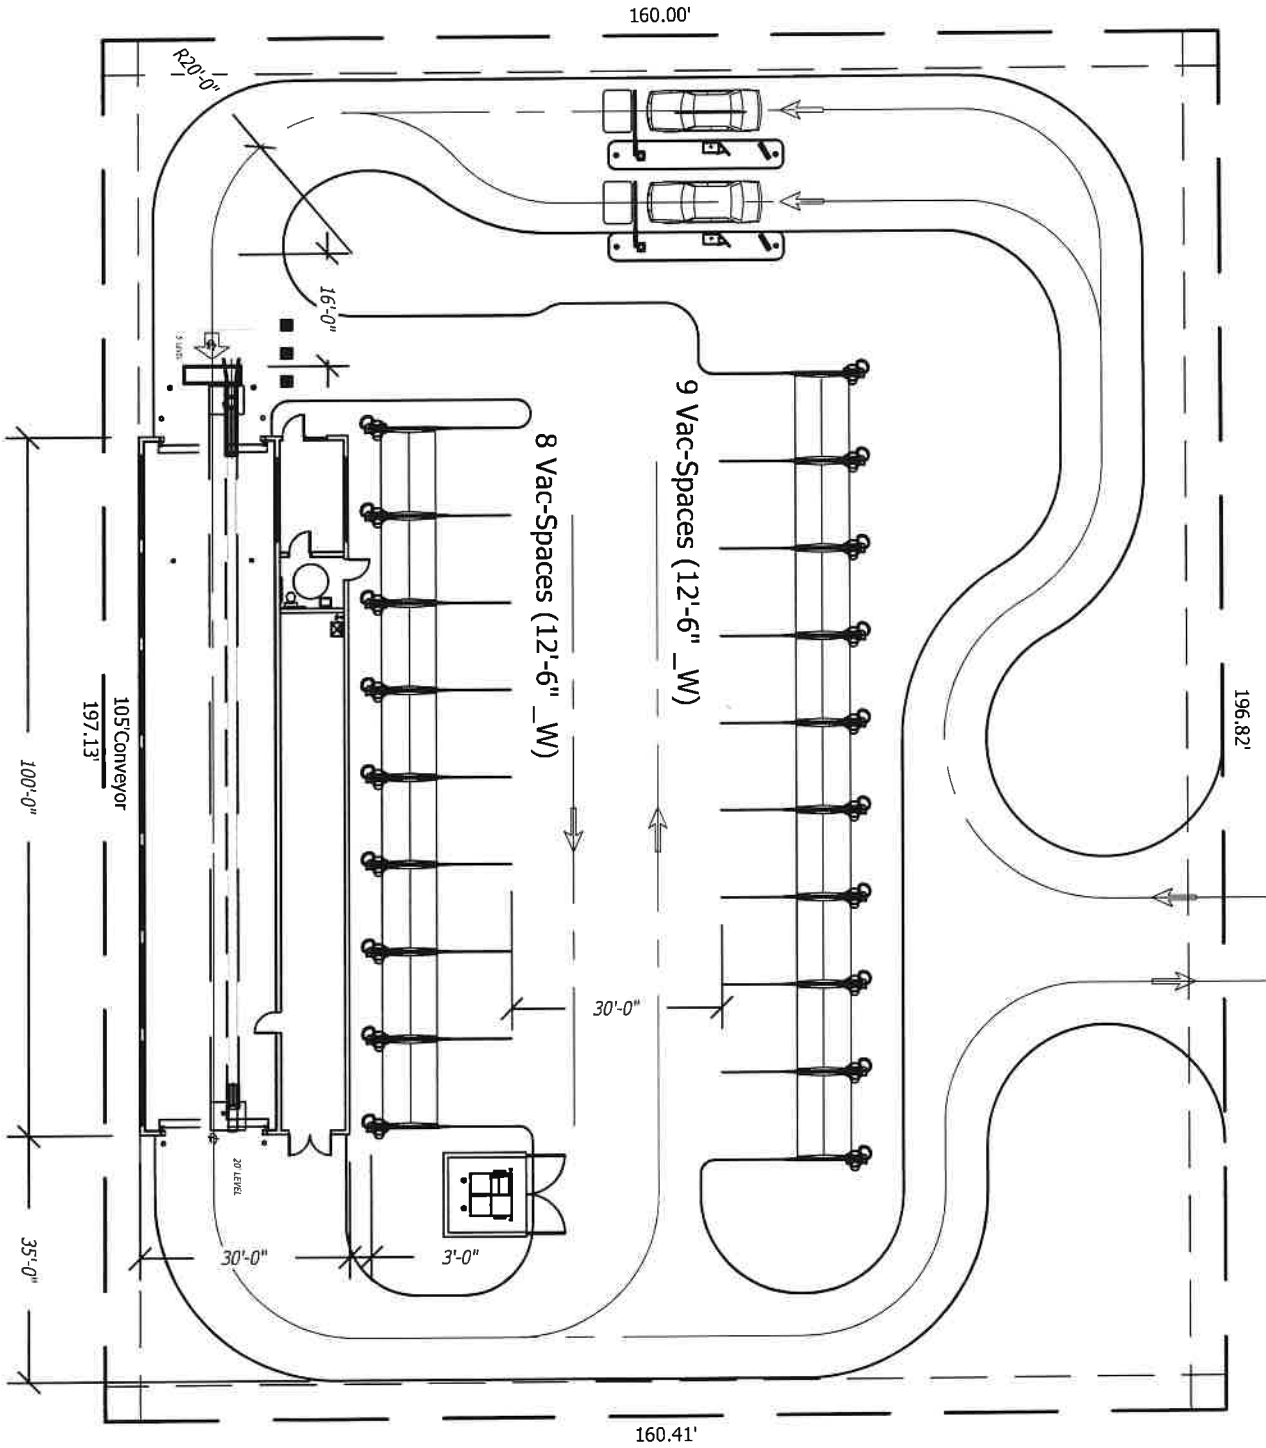 160.00'
R20'-0"
16'-0"
5' LEVEL
9 Vac-Spaces (12'-6" _W)
8 Vac-Spaces (12'-6" _W)
196.82'
105'Conveyor
197.13'
100'-0"
30'-0"
20' LEVEL
35'-0"
30'-0"
3'-0"
160.41'